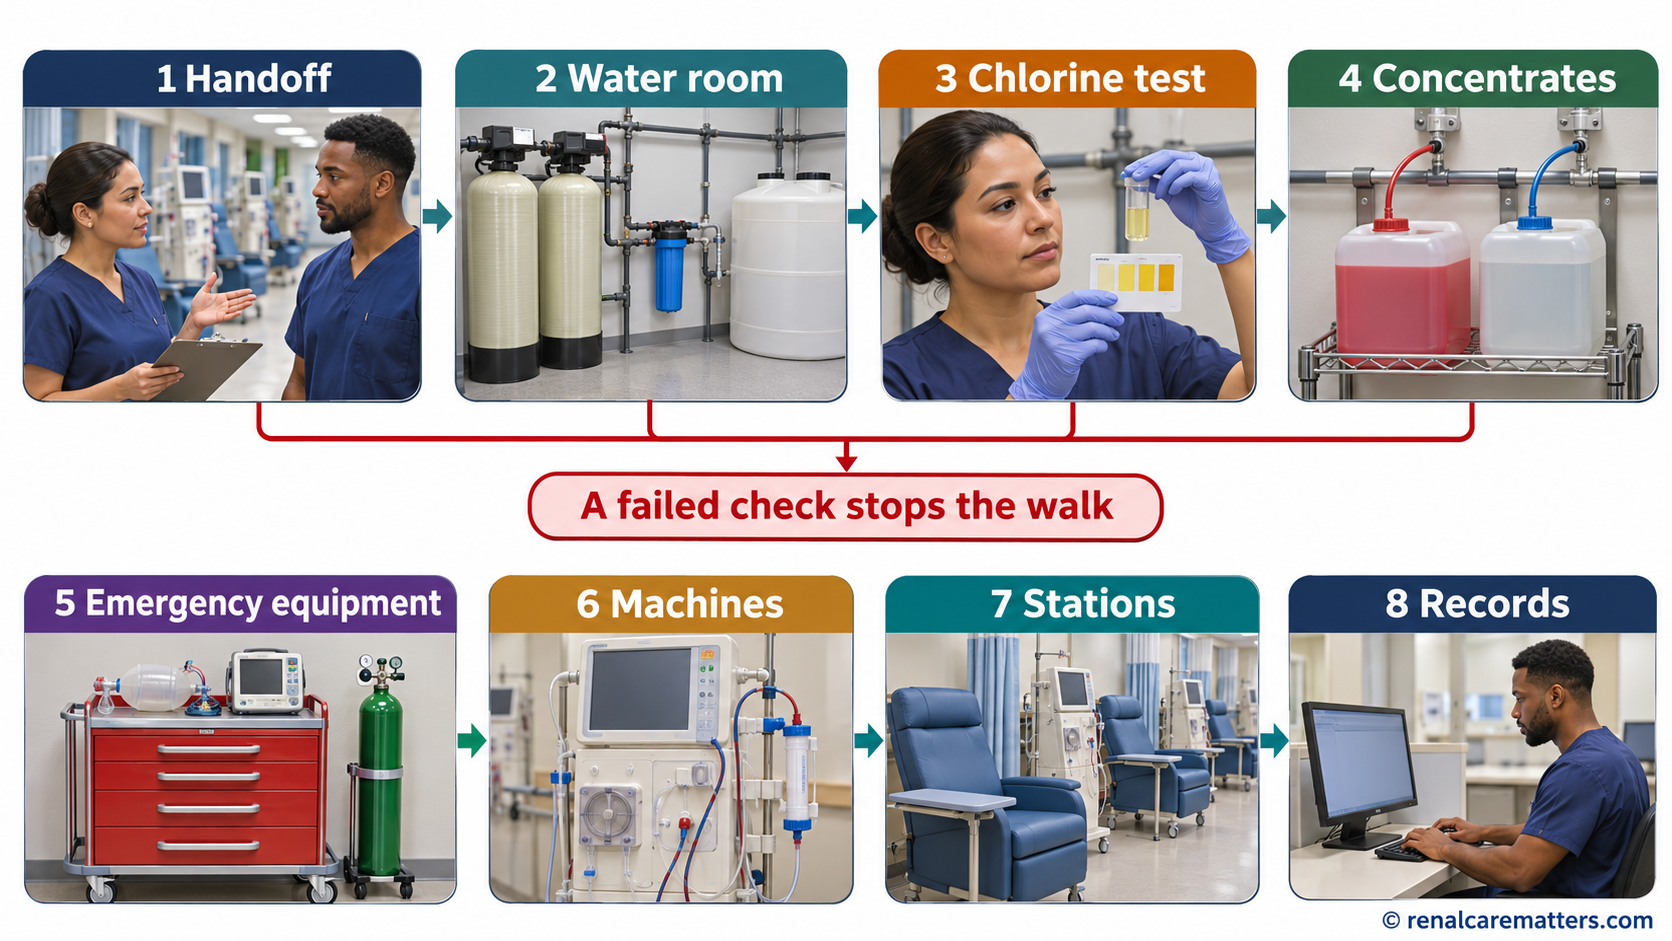 1 Handoff
2 Water room
3 Chlorine test
4 Concentrates
A failed check stops the walk
5 Emergency equipment
6 Machines
7 Stations
8 Records
© renalcarematters.com